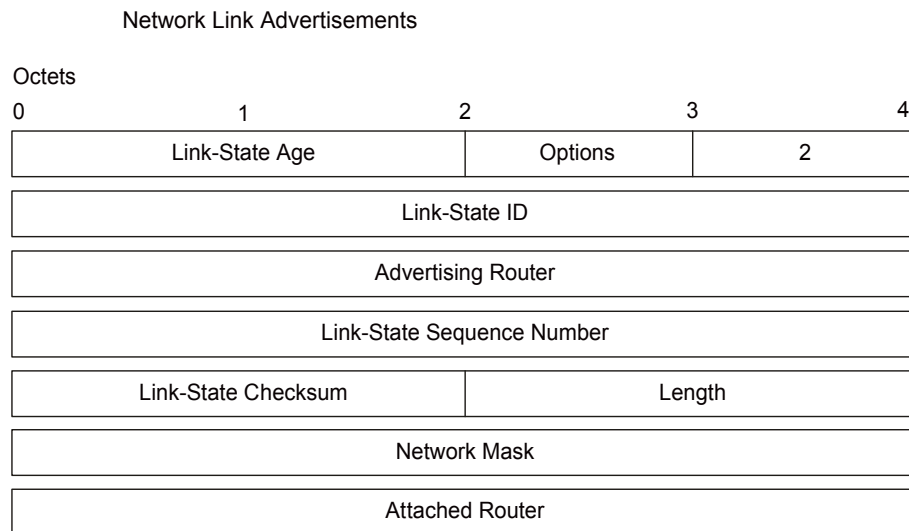 Network Link Advertisements
Octets
0 1 2 3 4
Link-State Age Options 2
Link-State ID
Advertising Router
Link-State Sequence Number
Link-State Checksum Length
Network Mask
Attached Router